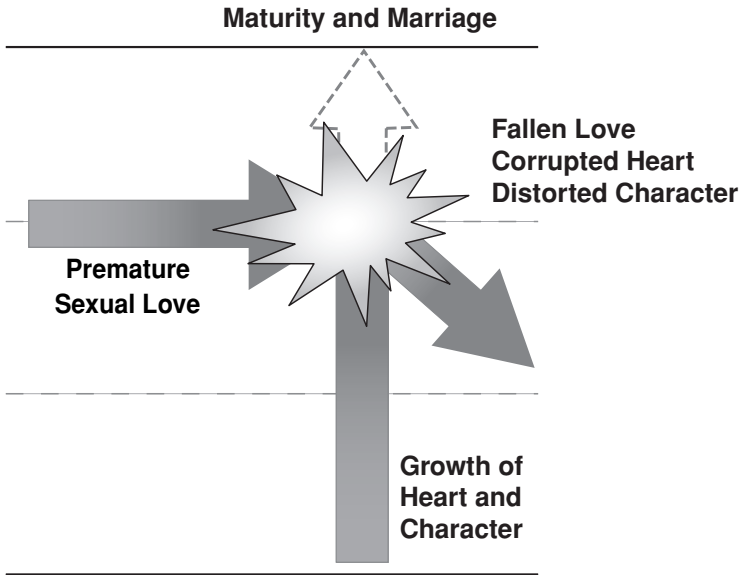 Maturity and Marriage
Fallen Love
Corrupted Heart
Distorted Character
Premature
Sexual Love
Growth of
Heart and
Character